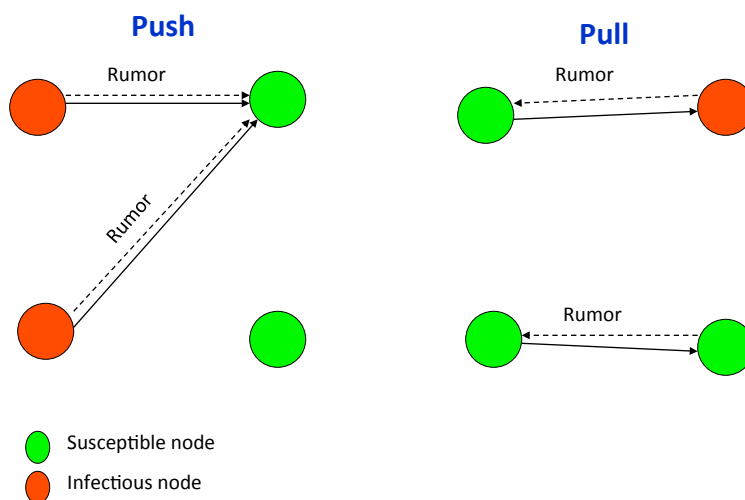 Push
Pull
Rumor
Rumor
Rumor
Rumor
Susceptible node
Infectious node